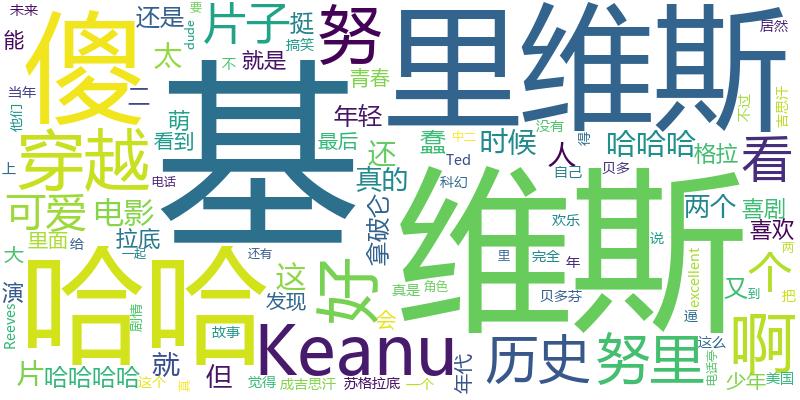 未来
能
还是
片子
挺
要
dude
搞笑
努
里维斯
居然
傻
太
就是
不
青春
不过
吉思汗
当年
他们
二
萌
看到
年轻
基
最后
蠢
时候
中二
没有
得
哈哈哈
人
自己
格拉
贝多
看
穿越
上
电话
还
真的
Ted
科幻
可爱
电影
里面
给
拉底
拿破仑
维斯
欢乐
两个
说
喜剧
喜欢
两
大
一起
还有
哈哈
这
好
发现
里
完全
年
贝多芬
excellent
又
到
个
把
演
Reeves
剧情
故事
会
真是
角色
逼
Keanu
历史
努里
这么
啊
片
哈哈哈哈
这个
真
就
但
觉得
成吉思汗
苏格拉底
一个
年代
电话亭
少年
美国